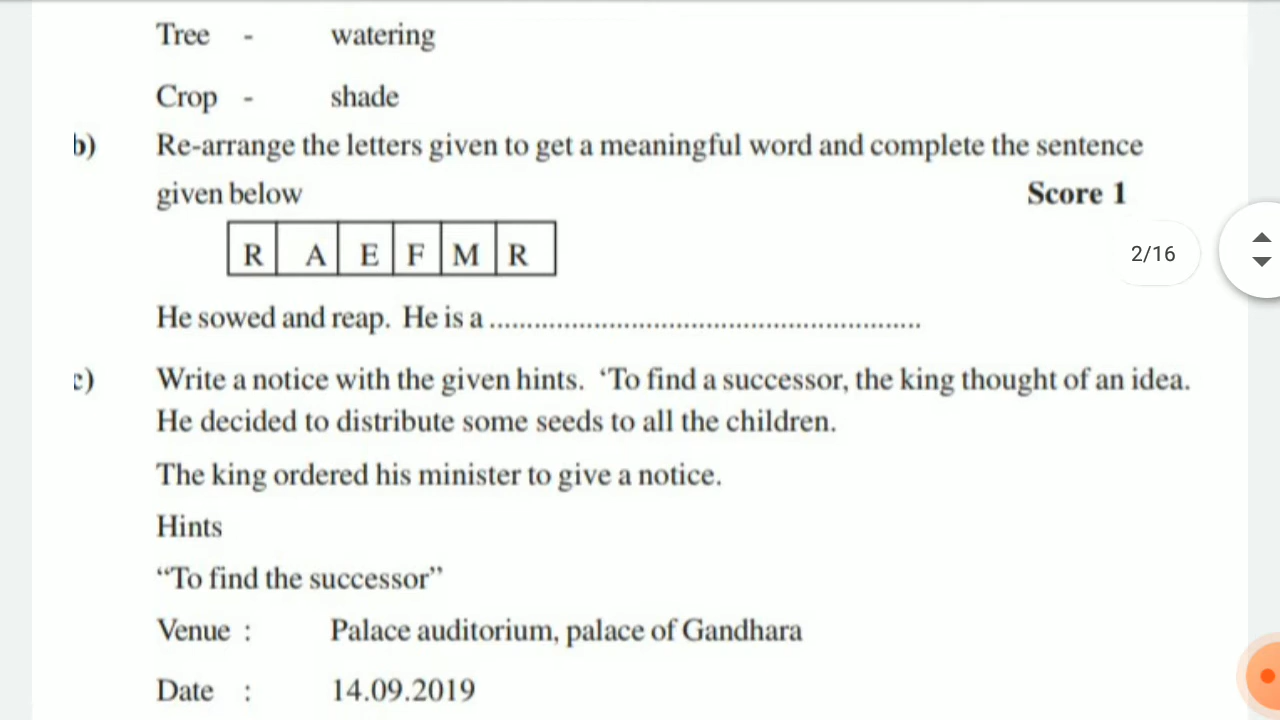 Tree - watering
Crop - shade
b) Re-arrange the letters given to get a meaningful word and complete the sentence
given below Score 1
R A E F M R
2/16
He sowed and reap. He is a ..........................................................
c) Write a notice with the given hints. ‘To find a successor, the king thought of an idea.
He decided to distribute some seeds to all the children.
The king ordered his minister to give a notice.
Hints
“To find the successor”
Venue : Palace auditorium, palace of Gandhara
Date : 14.09.2019